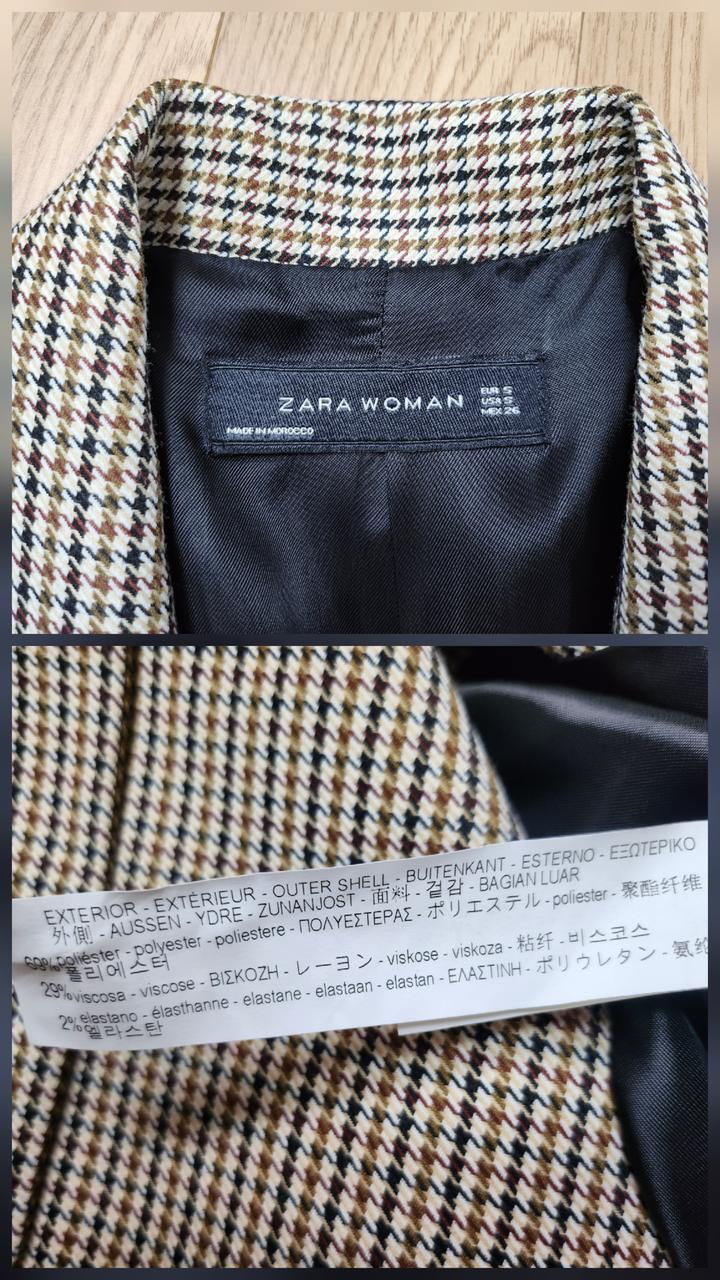 ZARA WOMAN
EUR S
USA S
MEX 26
MADE IN MOROCCO
EXTERIOR - EXTÉRIEUR - OUTER SHELL - BUITENKANT - ESTERNO - ΕΞΩΤΕΡΙΚΟ
外側 - AUSSEN - YDRE - ZUNANJOST - 面料 - 겉감 - BAGIAN LUAR
69% poliéster - polyester - poliestere - ΠΟΛΥΕΣΤΕΡΑΣ - ポリエステル - poliester - 聚酯纤维
폴리에스터
29% viscosa - viscose - ΒΙΣΚΟΖΗ - レーヨン - viskose - viskoza - 粘纤 - 비스코스
2% elastano - élasthanne - elastane - elastaan - elastan - ΕΛΑΣΤΙΝΗ - ポリウレタン - 氨纶
엘라스탄